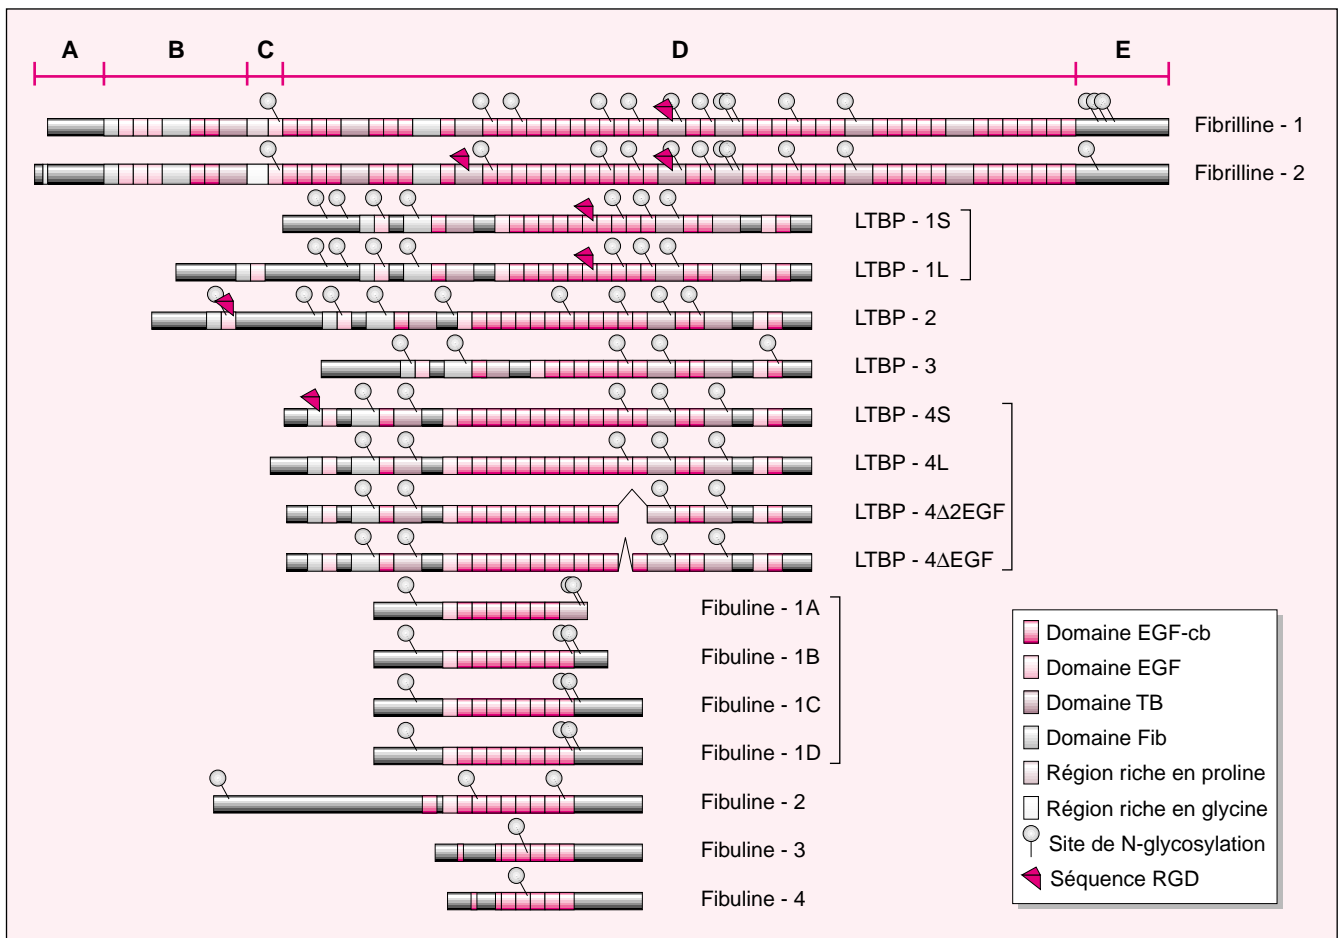 A B C D E
Fibrilline - 1
Fibrilline - 2
LTBP - 1S
LTBP - 1L
LTBP - 2
LTBP - 3
LTBP - 4S
LTBP - 4L
LTBP - 4Δ2EGF
LTBP - 4ΔEGF
Fibuline - 1A
Fibuline - 1B
Fibuline - 1C
Fibuline - 1D
Fibuline - 2
Fibuline - 3
Fibuline - 4
Domaine EGF-cb
Domaine EGF
Domaine TB
Domaine Fib
Région riche en proline
Région riche en glycine
Site de N-glycosylation
Séquence RGD